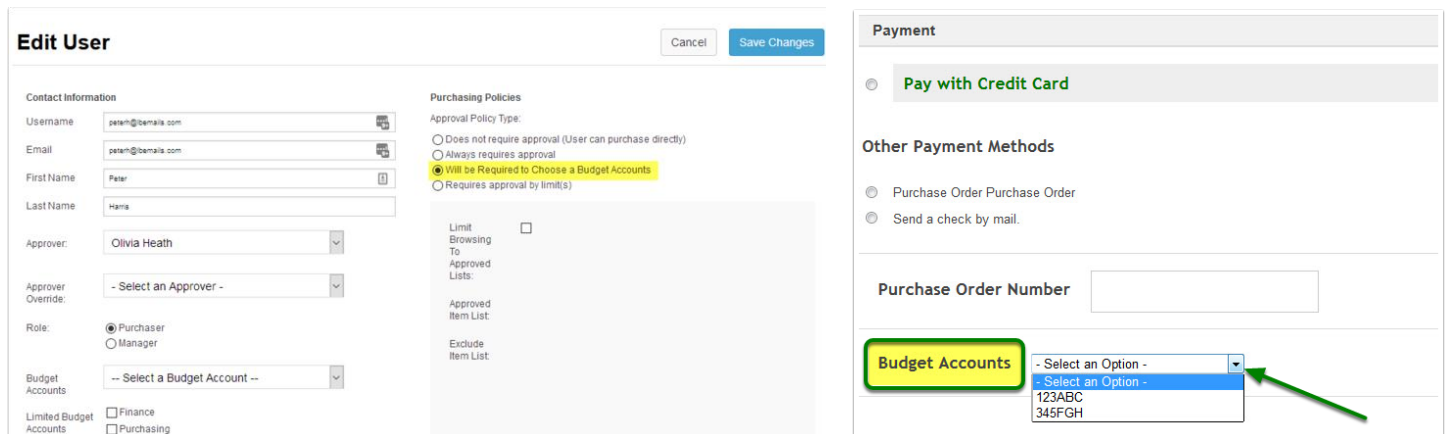 Edit User
Cancel
Save Changes
Contact Information
Username
peterh@lbemails.com
Email
peterh@lbemails.com
First Name
Peter
Last Name
Harris
Approver:
Olivia Heath
Approver
Override:
- Select an Approver -
Role:
Purchaser
Manager
Budget
Accounts
-- Select a Budget Account --
Limited Budget
Accounts
Finance
Purchasing
Purchasing Policies
Approval Policy Type:
Does not require approval (User can purchase directly)
Always requires approval
Will be Required to Choose a Budget Accounts
Requires approval by limit(s)
Limit
Browsing
To
Approved
Lists:
Approved
Item List:
Exclude
Item List:
Payment
Pay with Credit Card
Other Payment Methods
Purchase Order Purchase Order
Send a check by mail.
Purchase Order Number
Budget Accounts
- Select an Option -
- Select an Option -
123ABC
345FGH